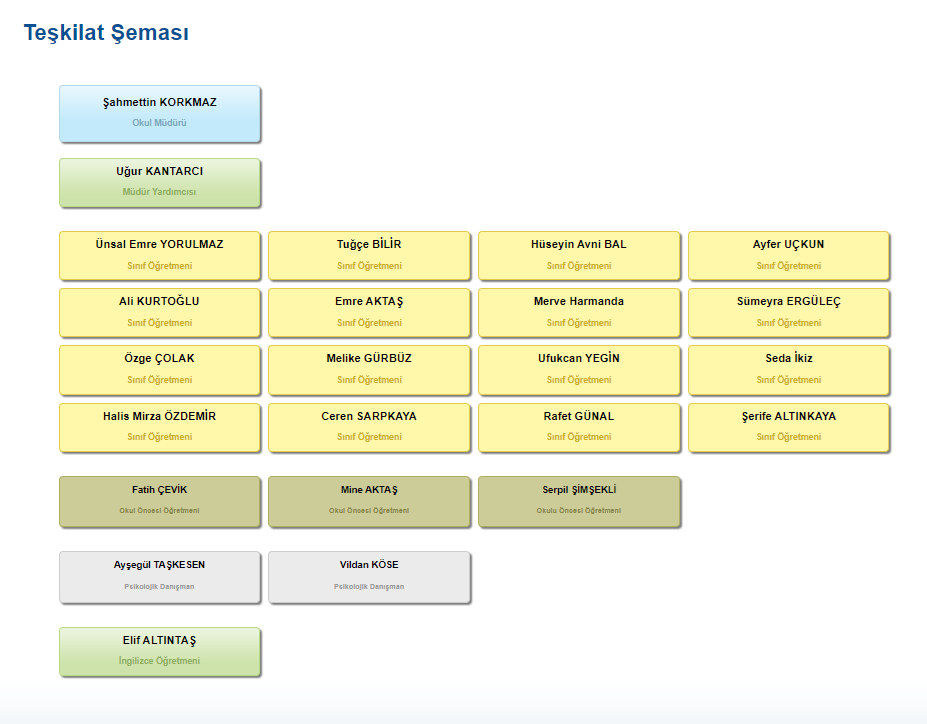 Teşkilat Şeması
Şahmettin KORKMAZ
Okul Müdürü
Uğur KANTARCI
Müdür Yardımcısı
Ünsal Emre YORULMAZ
Sınıf Öğretmeni
Tuğçe BİLİR
Sınıf Öğretmeni
Hüseyin Avni BAL
Sınıf Öğretmeni
Ayfer UÇKUN
Sınıf Öğretmeni
Ali KURTOĞLU
Sınıf Öğretmeni
Emre AKTAŞ
Sınıf Öğretmeni
Merve Harmanda
Sınıf Öğretmeni
Sümeyra ERGÜLEÇ
Sınıf Öğretmeni
Özge ÇOLAK
Sınıf Öğretmeni
Melike GÜRBÜZ
Sınıf Öğretmeni
Ufukcan YEGİN
Sınıf Öğretmeni
Seda İkiz
Sınıf Öğretmeni
Halis Mirza ÖZDEMİR
Sınıf Öğretmeni
Ceren SARPKAYA
Sınıf Öğretmeni
Rafet GÜNAL
Sınıf Öğretmeni
Şerife ALTINKAYA
Sınıf Öğretmeni
Fatih ÇEVİK
Okul Öncesi Öğretmeni
Mine AKTAŞ
Okul Öncesi Öğretmeni
Serpil ŞİMŞEKLİ
Okulu Öncesi Öğretmeni
Ayşegül TAŞKESEN
Psikolojik Danışman
Vildan KÖSE
Psikolojik Danışman
Elif ALTINTAŞ
İngilizce Öğretmeni